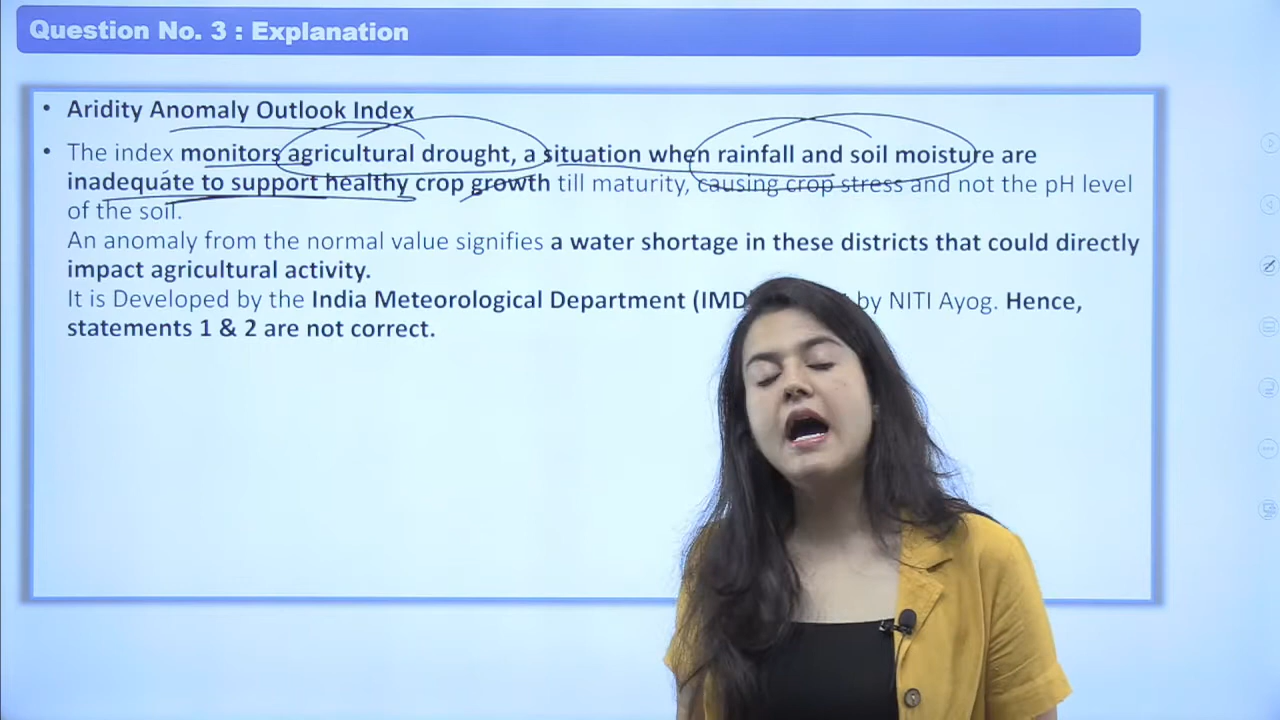 Question No. 3 : Explanation
• Aridity Anomaly Outlook Index
• The index monitors agricultural drought, a situation when rainfall and soil moisture are
inadequate to support healthy crop growth till maturity, causing crop stress and not the pH level
of the soil.
An anomaly from the normal value signifies a water shortage in these districts that could directly
impact agricultural activity.
It is Developed by the India Meteorological Department (IMD by NITI Ayog. Hence,
statements 1 & 2 are not correct.